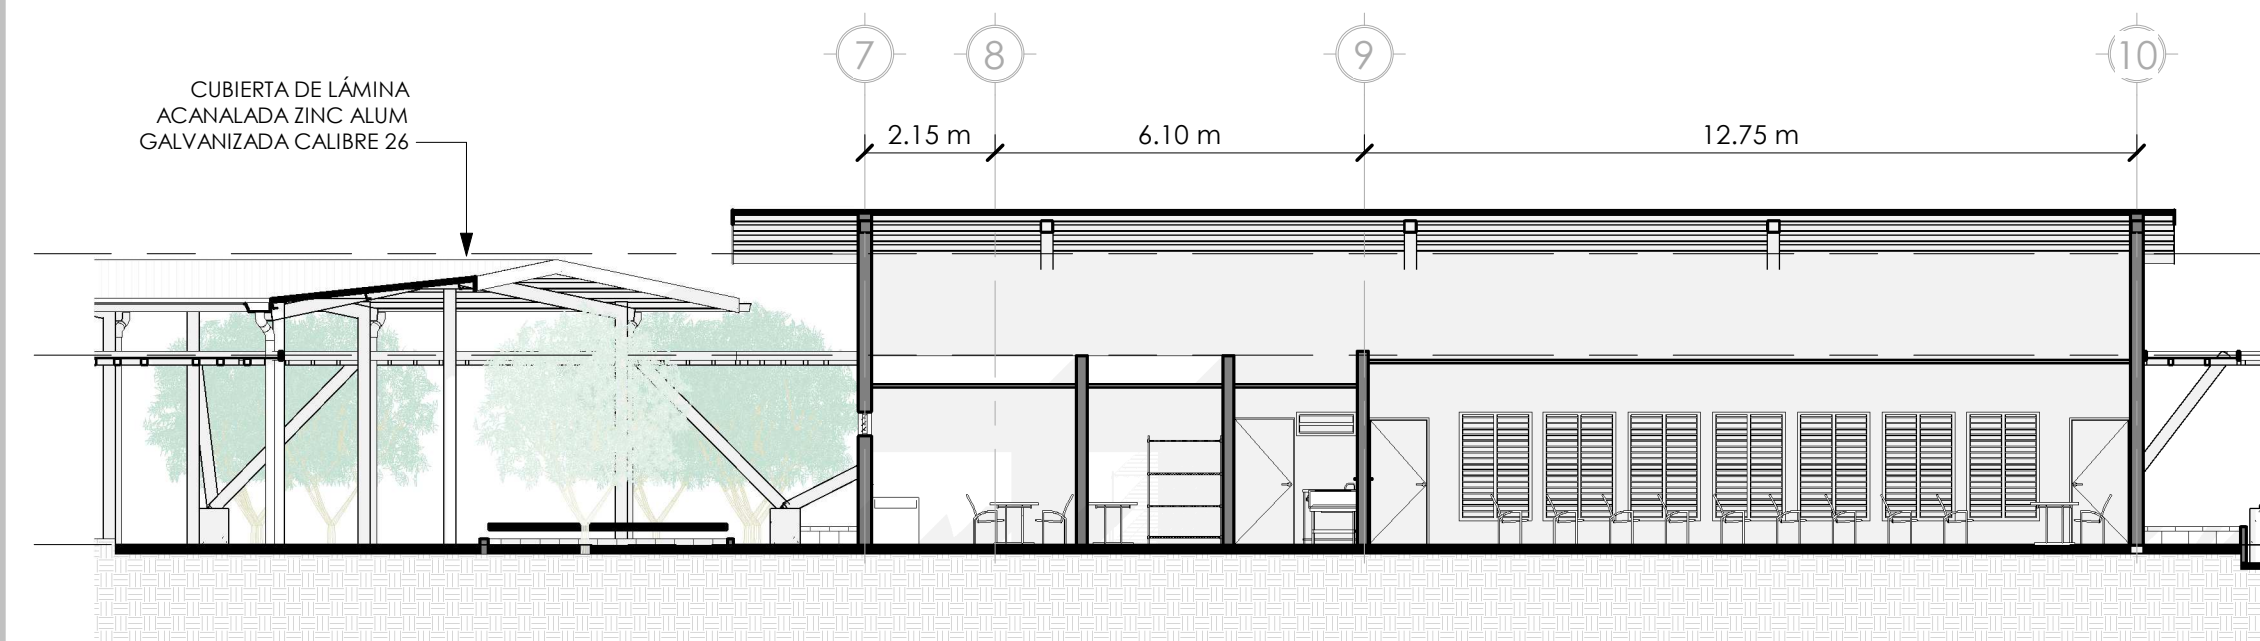 7
8
9
10
CUBIERTA DE LÁMINA
ACANALADA ZINC ALUM
GALVANIZADA CALIBRE 26
2.15 m
6.10 m
12.75 m